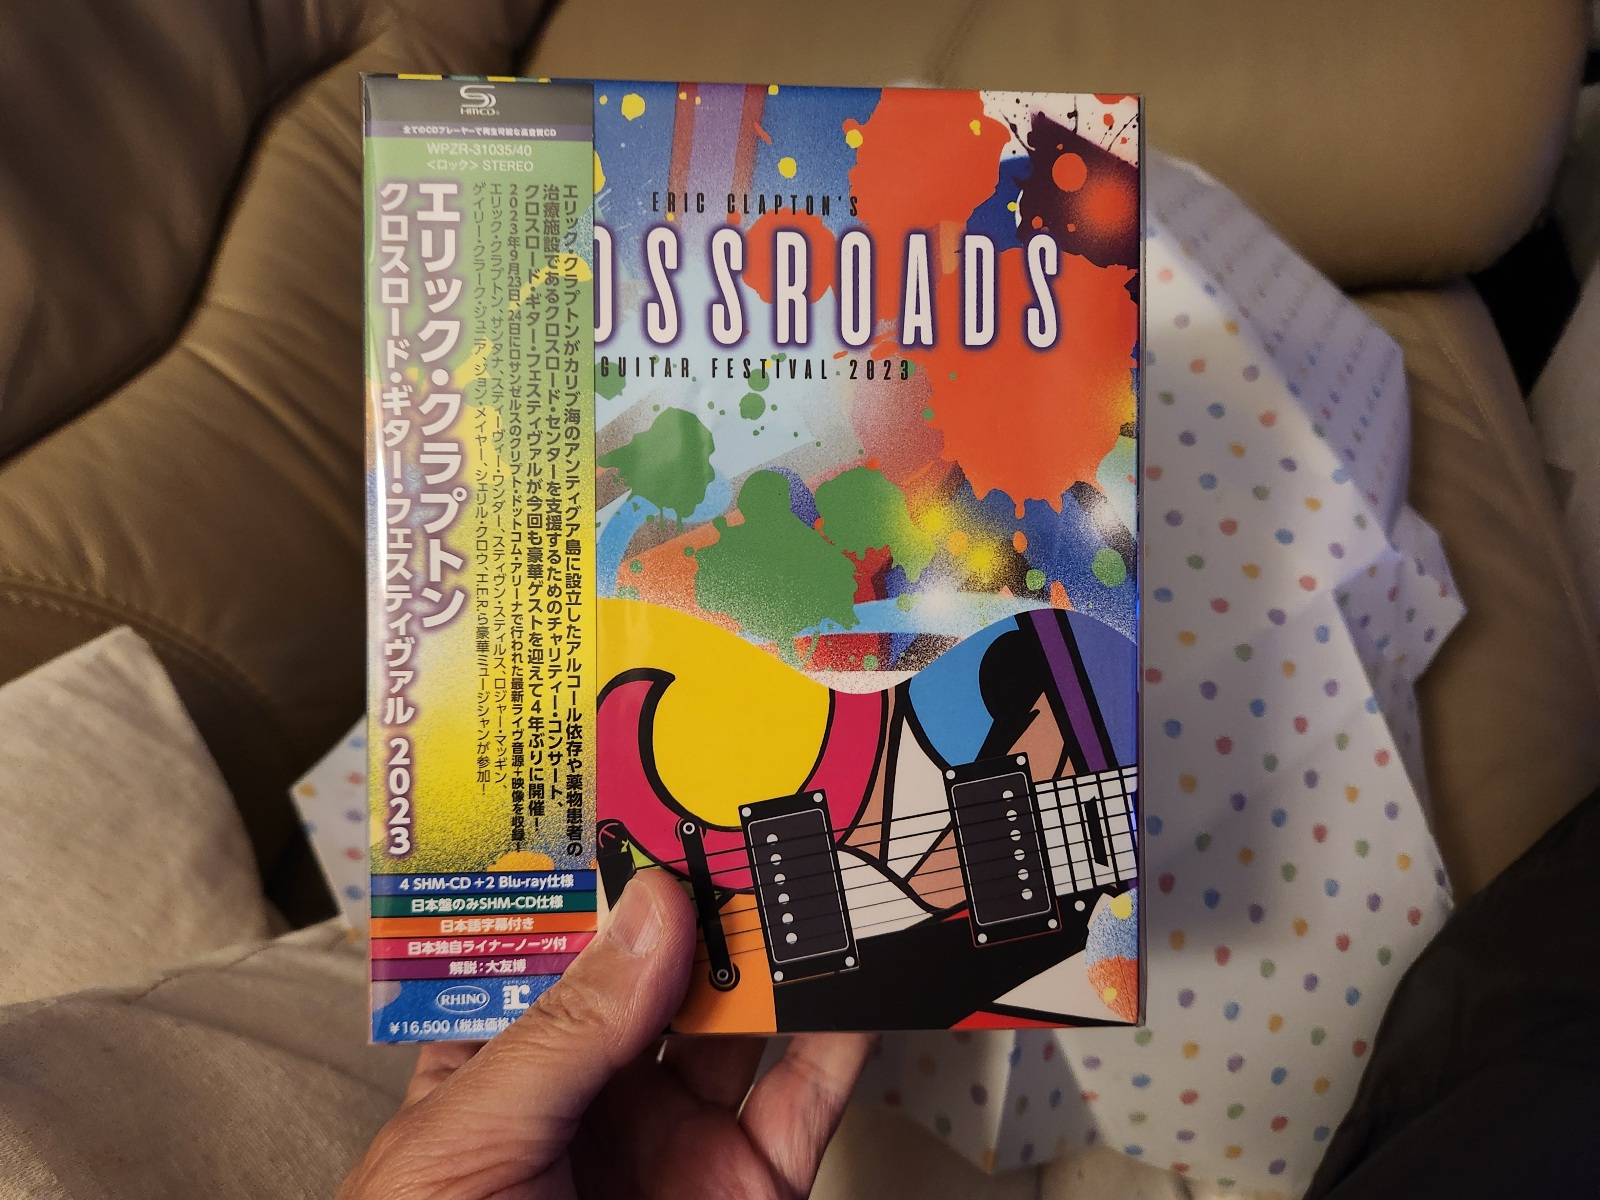 SHM-CD
全てのCDプレーヤーで再生可能な高音質CD
WPZR-31035/40
<ロック> STEREO
エリック・クラプトンがカリブ海のアンティグア島に設立したアルコール依存や薬物患者の
治療施設であるクロスロード・センターを支援するためのチャリティー・コンサート、
クロスロード・ギター・フェスティヴァルが今回も豪華ゲストを迎えて4年ぶりに開催!
2023年9月23日、24日にロサンゼルスのクリプト・ドットコム・アリーナで行われた最新ライヴ音源+映像を収録!
エリック・クラプトン、サンタナ、スティーヴィー・ワンダー、スティヴン・スティルス、ロジャー・マッギン、
ゲイリー・クラーク・ジュニア、ジョン・メイヤー、シェリル・クロウ、H.E.R.ら豪華ミュージシャンが参加!
エリック・クラプトン
クロスロード・ギター・フェスティヴァル 2023
4 SHM-CD +2 Blu-ray仕様
日本盤のみSHM-CD仕様
日本語字幕付き
日本独自ライナーノーツ付
解説:大友博
RHINO
r
¥16,500 (税抜価格
ERIC CLAPTON'S
OSSROADS
GUITAR FESTIVAL 2023